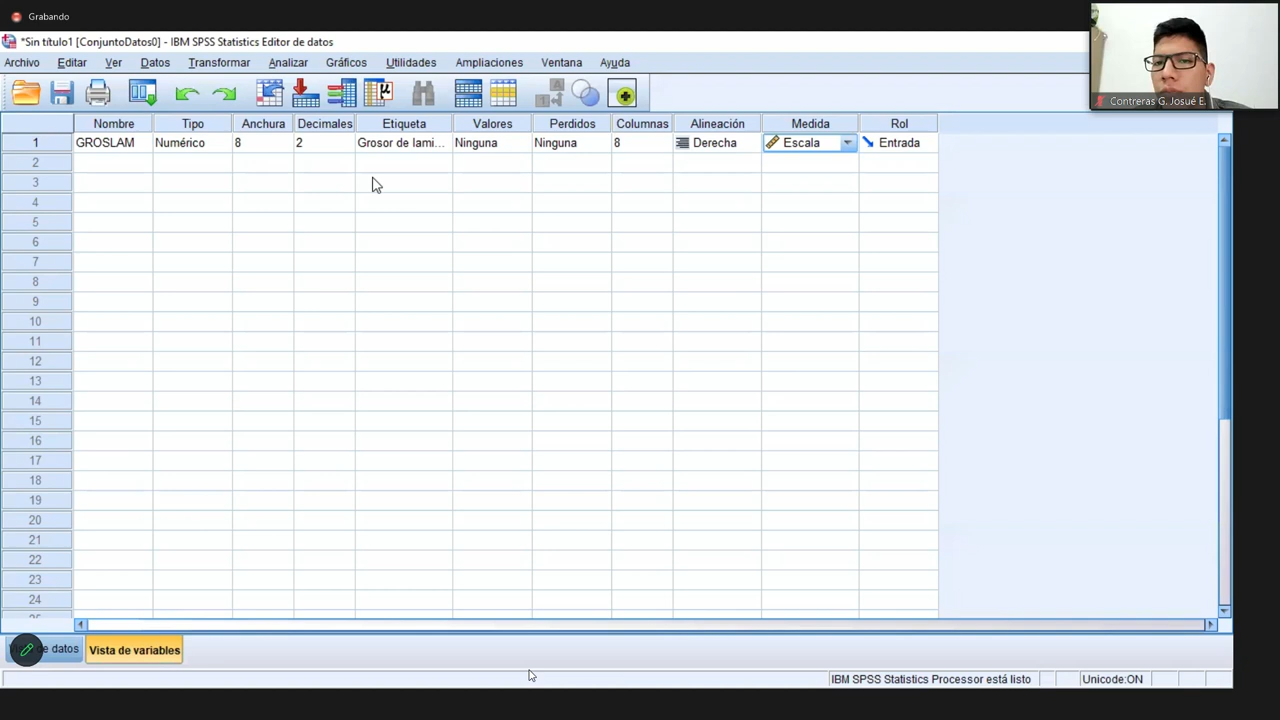 Grabando
*Sin título1 [ConjuntoDatos0] - IBM SPSS Statistics Editor de datos
Archivo Editar Ver Datos Transformar Analizar Gráficos Utilidades Ampliaciones Ventana Ayuda
Contreras G. Josué E.
Nombre Tipo Anchura Decimales Etiqueta Valores Perdidos Columnas Alineación Medida Rol
1 GROSLAM Numérico 8 2 Grosor de lami... Ninguna Ninguna 8 Derecha Escala Entrada
2
3
4
5
6
7
8
9
10
11
12
13
14
15
16
17
18
19
20
21
22
23
24
de datos Vista de variables
IBM SPSS Statistics Processor está listo Unicode:ON